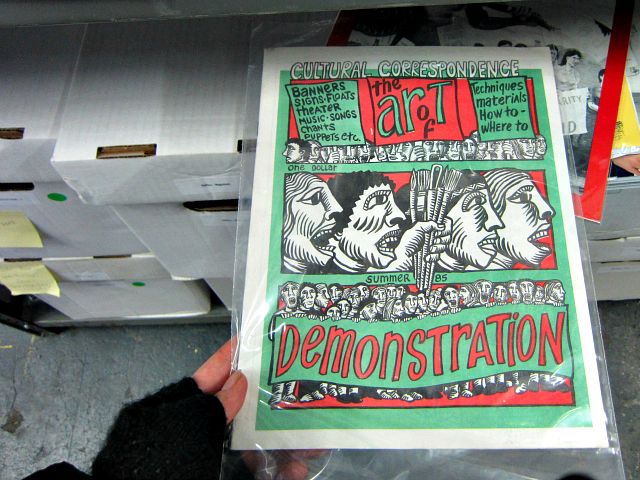 CULTURAL CORRESPONDENCE
BANNERS
SIGNS·FLOATS
THEATER
MUSIC·SONGS
CHANTS
PUPPETS ETC.
the
arT
of
Techniques
materials
How to -
wHere to
one dollar
summer 85
DemonsTRATION